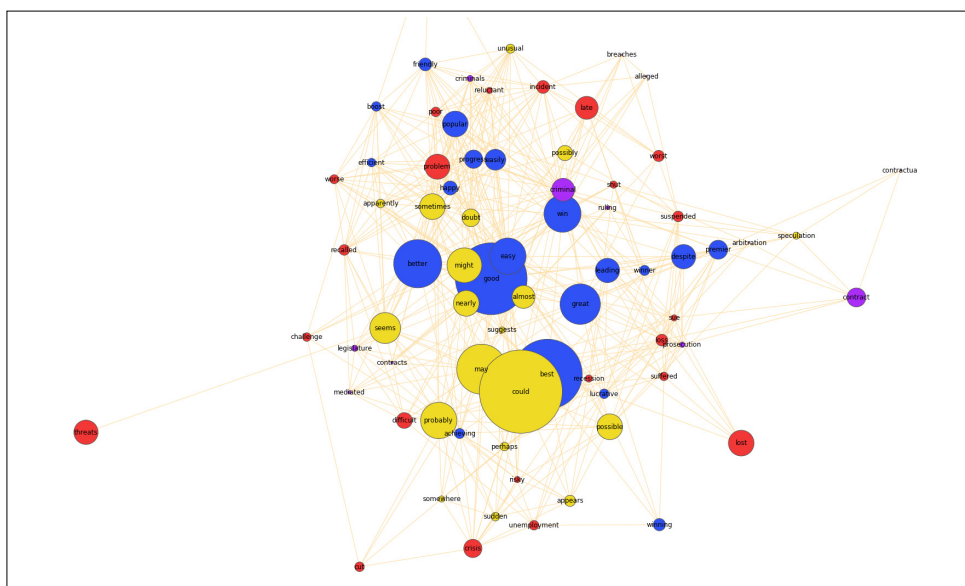 unusual
breaches
friendly
criminals
alleged
reluctant
incident
boost
poor
late
popular
possibly
worst
progress
easily
efficient
problem
contractua
worse
happy
criminal
shut
apparently
sometimes
ruling
doubt
win
suspended
speculation
arbitration
recalled
premier
easy
despite
better
might
leading
winner
good
nearly
almost
great
contract
sue
seems
suggests
challenge
loss
legislature
prosecution
contracts
may
best
recession
suffered
mediated
could
lucrative
difficult
probably
possible
threats
achieving
lost
perhaps
risky
somewhere
appears
sudden
unemployment
winning
crisis
cut